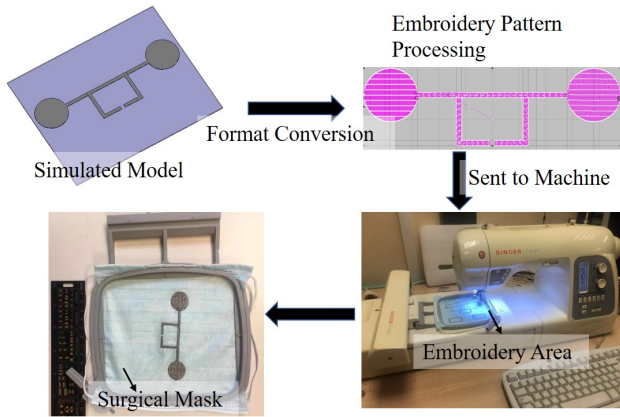 Embroidery Pattern
Processing
Simulated Model
Format Conversion
Sent to Machine
SINGER
Embroidery Area
Surgical Mask